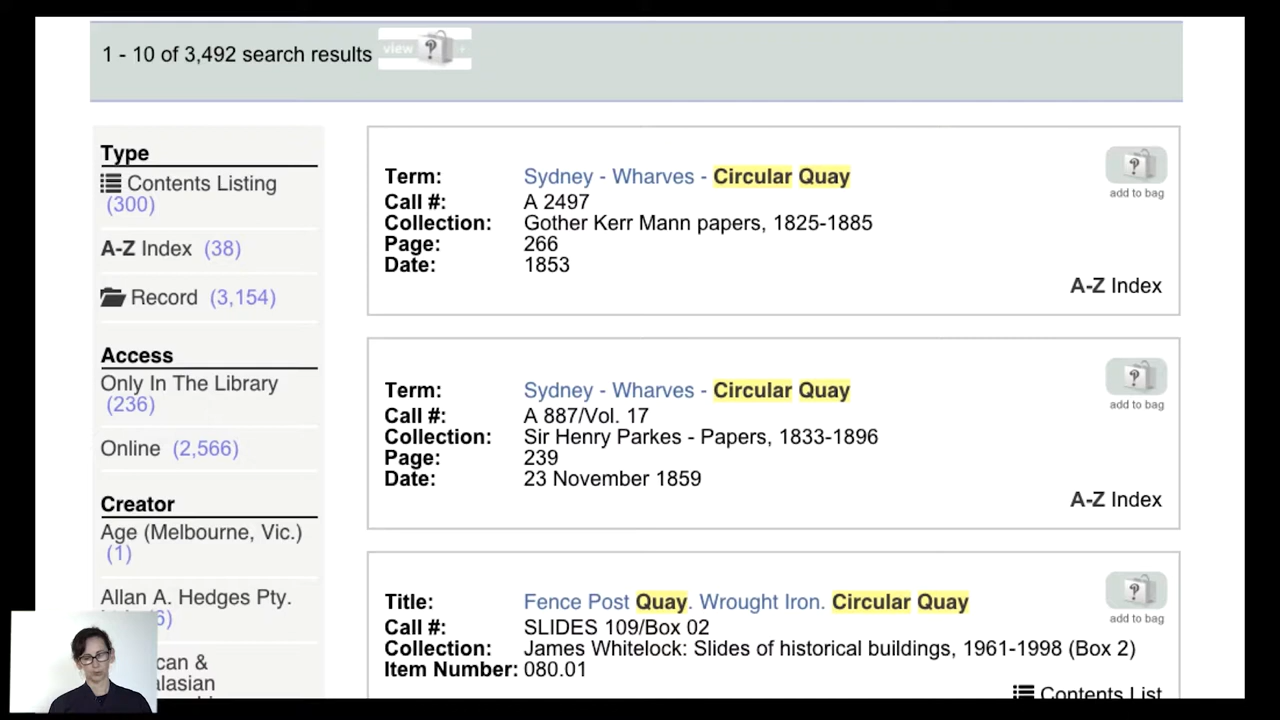 1 - 10 of 3,492 search results
view
Type
Contents Listing
(300)
A-Z Index (38)
Record (3,154)
Access
Only In The Library
(236)
Online (2,566)
Creator
Age (Melbourne, Vic.)
(1)
Allan A. Hedges Pty.
6)
can &
alasian
Term: Sydney - Wharves - Circular Quay
Call #: A 2497
Collection: Gother Kerr Mann papers, 1825-1885
Page: 266
Date: 1853
add to bag
A-Z Index
Term: Sydney - Wharves - Circular Quay
Call #: A 887/Vol. 17
Collection: Sir Henry Parkes - Papers, 1833-1896
Page: 239
Date: 23 November 1859
add to bag
A-Z Index
Title: Fence Post Quay. Wrought Iron. Circular Quay
Call #: SLIDES 109/Box 02
Collection: James Whitelock: Slides of historical buildings, 1961-1998 (Box 2)
Item Number: 080.01
add to bag
Contents List